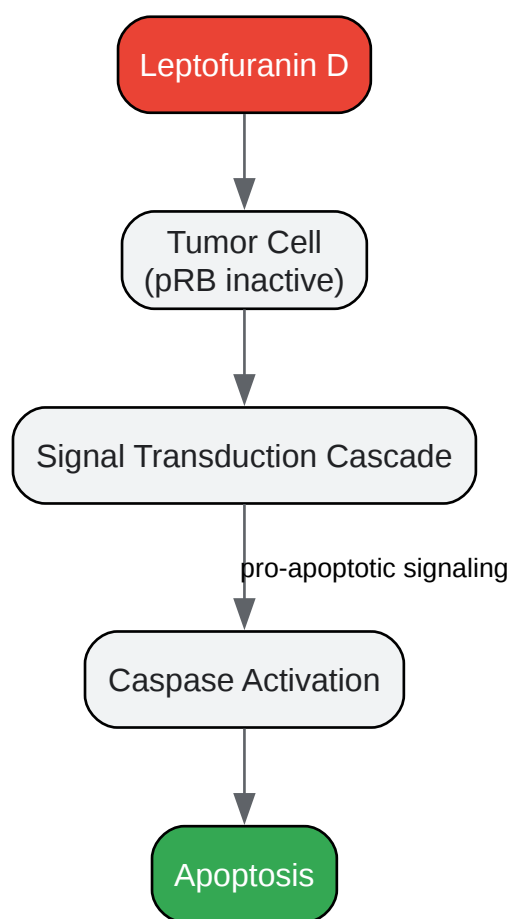 Leptofuranin D
Tumor Cell
(pRB inactive)
Signal Transduction Cascade
pro-apoptotic signaling
Caspase Activation
Apoptosis